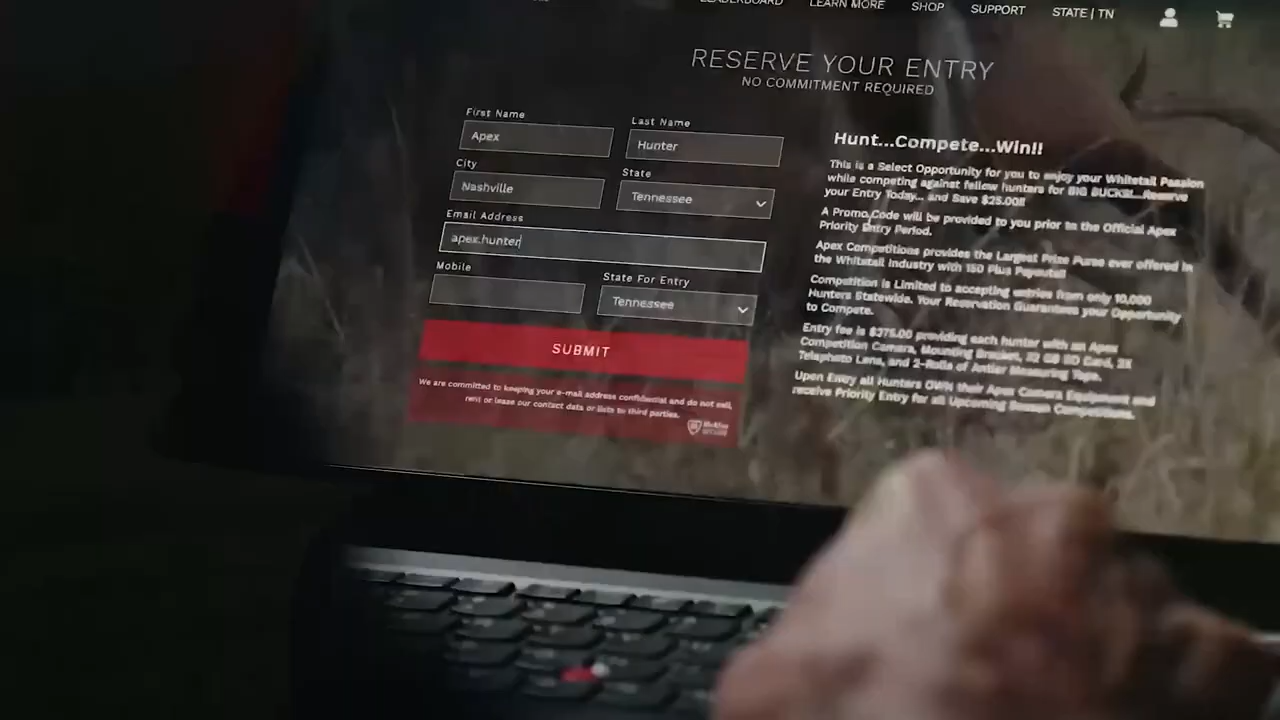 LEADERBOARD LEARN MORE SHOP SUPPORT STATE | TN
RESERVE YOUR ENTRY
NO COMMITMENT REQUIRED
First Name
Last Name
Apex
Hunter
City
State
Nashville
Tennessee
Email Address
apex.hunter
Mobile
State For Entry
Tennessee
SUBMIT
We are committed to keeping your e-mail address confidential and do not sell,
rent or lease our contact data or lists to third parties.
McAfee
SECURE
Hunt...Compete...Win!!
This is a Select Opportunity for you to enjoy your Whitetail Passion
while competing against fellow hunters for BIG BUCKS!...Reserve
your Entry Today... and Save $25.00!!
A Promo Code will be provided to you prior to the Official Apex
Priority Entry Period.
Apex Competitions provides the Largest Prize Purse ever offered in
the Whitetail Industry with 150 Plus Payouts!!
Competition is Limited to accepting entries from only 10,000
Hunters Statewide. Your Reservation Guarantees your Opportunity
to Compete.
Entry fee is $375.00 providing each hunter with an Apex
Competition Camera, Mounting Bracket, 32 GB SD Card, 2X
Telephoto Lens, and 2-Rolls of Antler Measuring Tape.
Upon Entry all Hunters OWN their Apex Camera Equipment and
receive Priority Entry for all Upcoming Season Competitions.